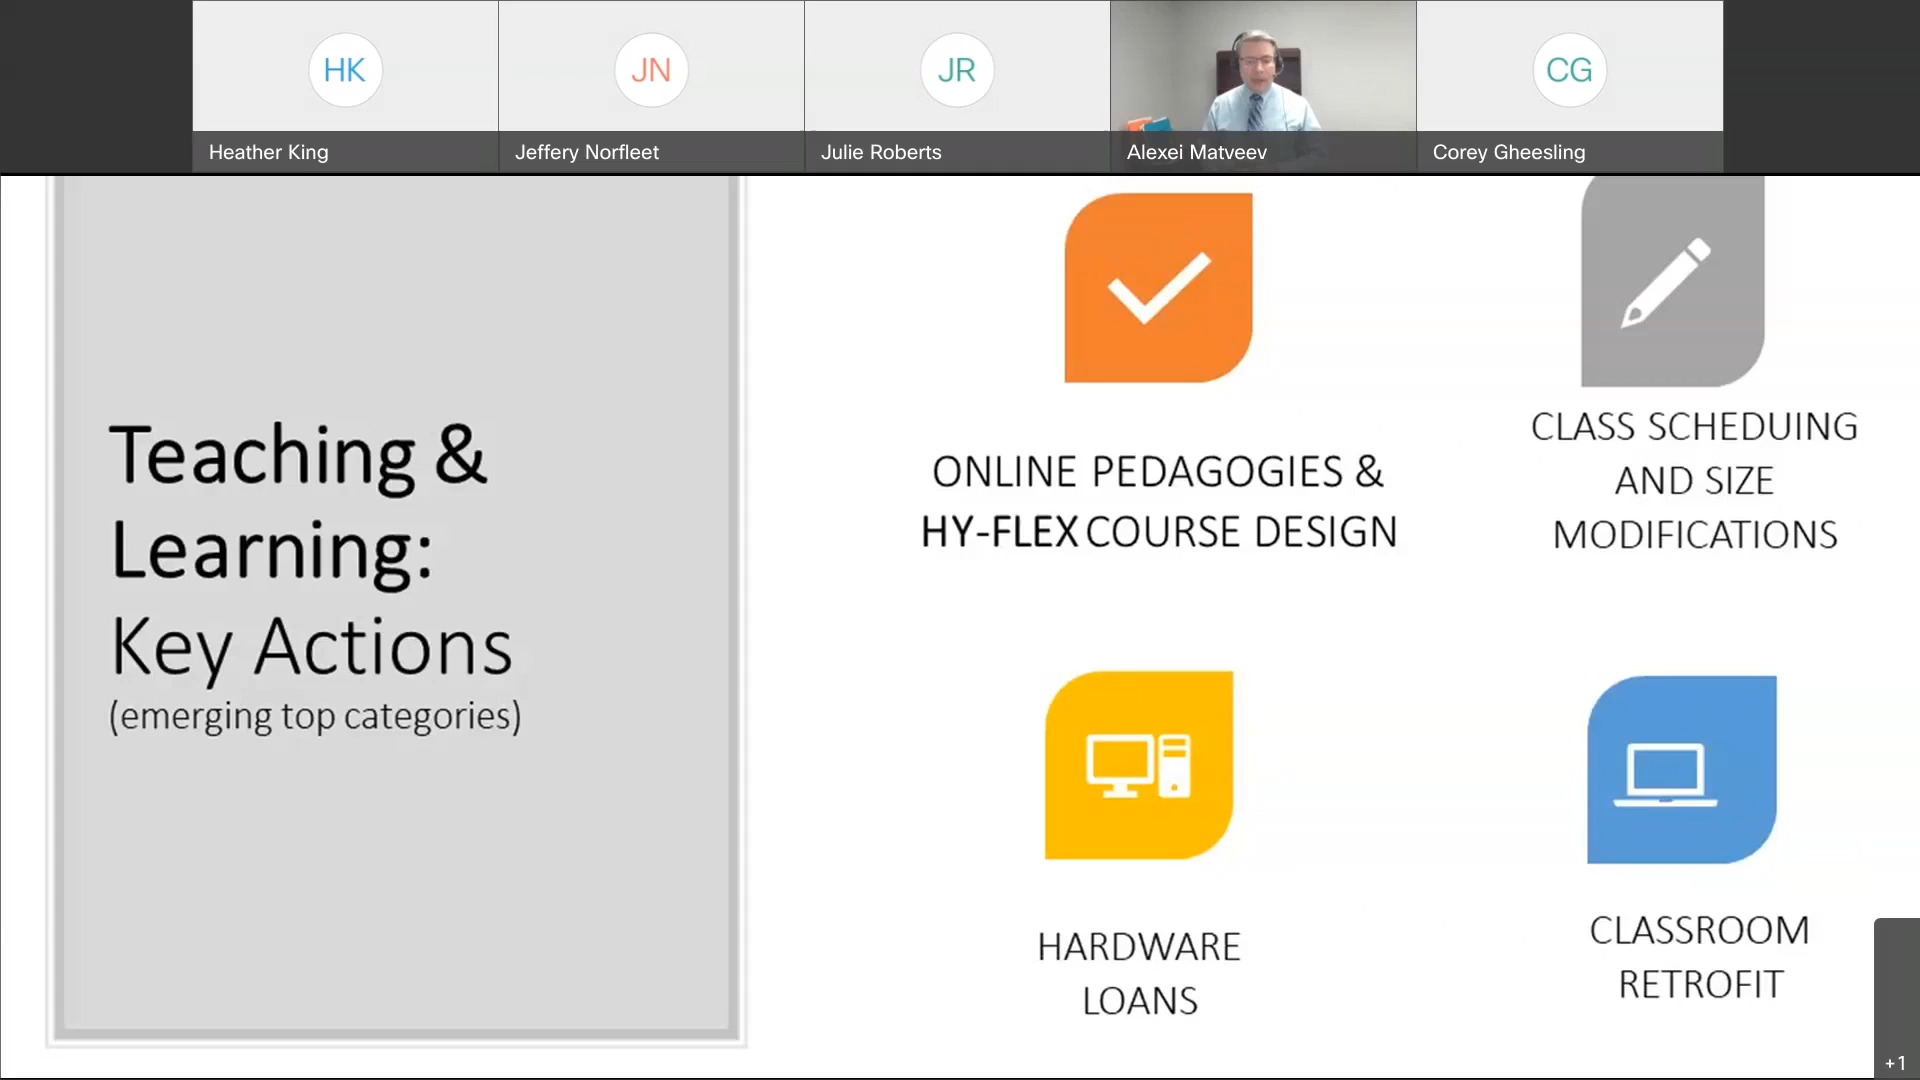 HK
JN
JR
CG
Heather King
Jeffery Norfleet
Julie Roberts
Alexei Matveev
Corey Gheesling
Teaching &
Learning:
Key Actions
(emerging top categories)
ONLINE PEDAGOGIES &
HY-FLEX COURSE DESIGN
CLASS SCHEDUING
AND SIZE
MODIFICATIONS
HARDWARE
LOANS
CLASSROOM
RETROFIT
+1